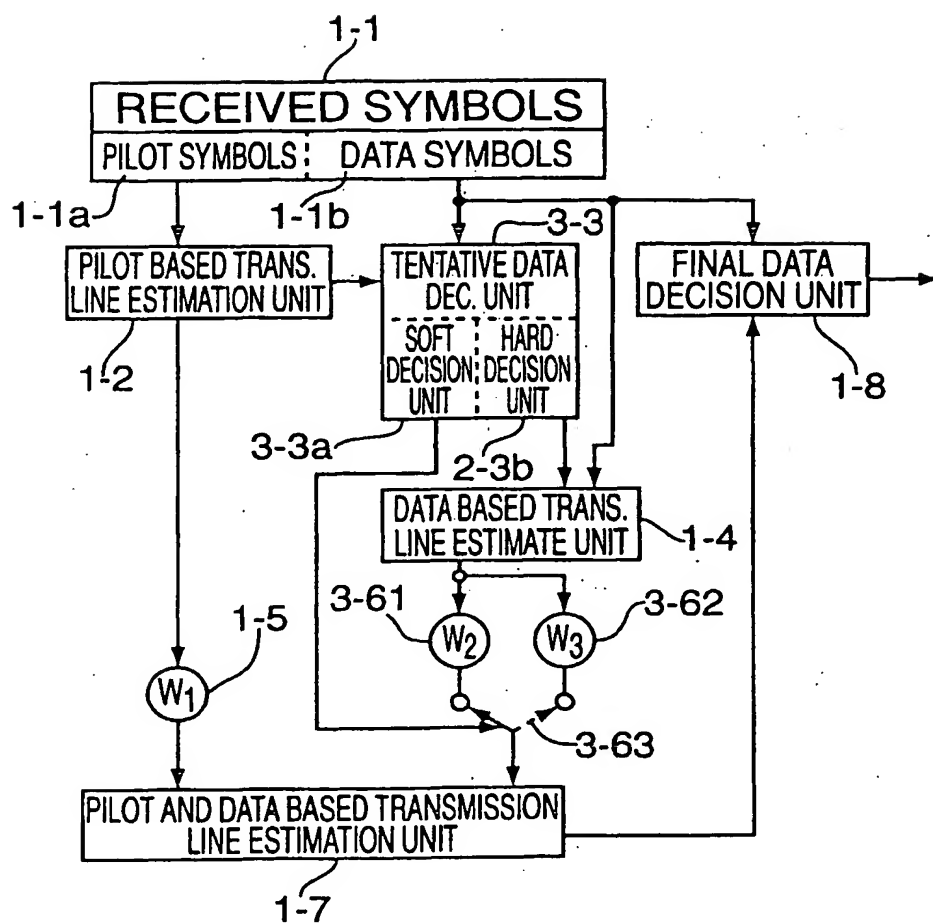 1-1
RECEIVED SYMBOLS
PILOT SYMBOLS
DATA SYMBOLS
1-1a
1-1b
3-3
PILOT BASED TRANS.
LINE ESTIMATION UNIT
TENTATIVE DATA
DEC. UNIT
FINAL DATA
DECISION UNIT
SOFT
DECISION
UNIT
HARD
DECISION
UNIT
1-2
1-8
3-3a
2-3b
DATA BASED TRANS.
LINE ESTIMATE UNIT
1-4
3-61
3-62
W2
W3
1-5
W1
3-63
PILOT AND DATA BASED TRANSMISSION
LINE ESTIMATION UNIT
1-7